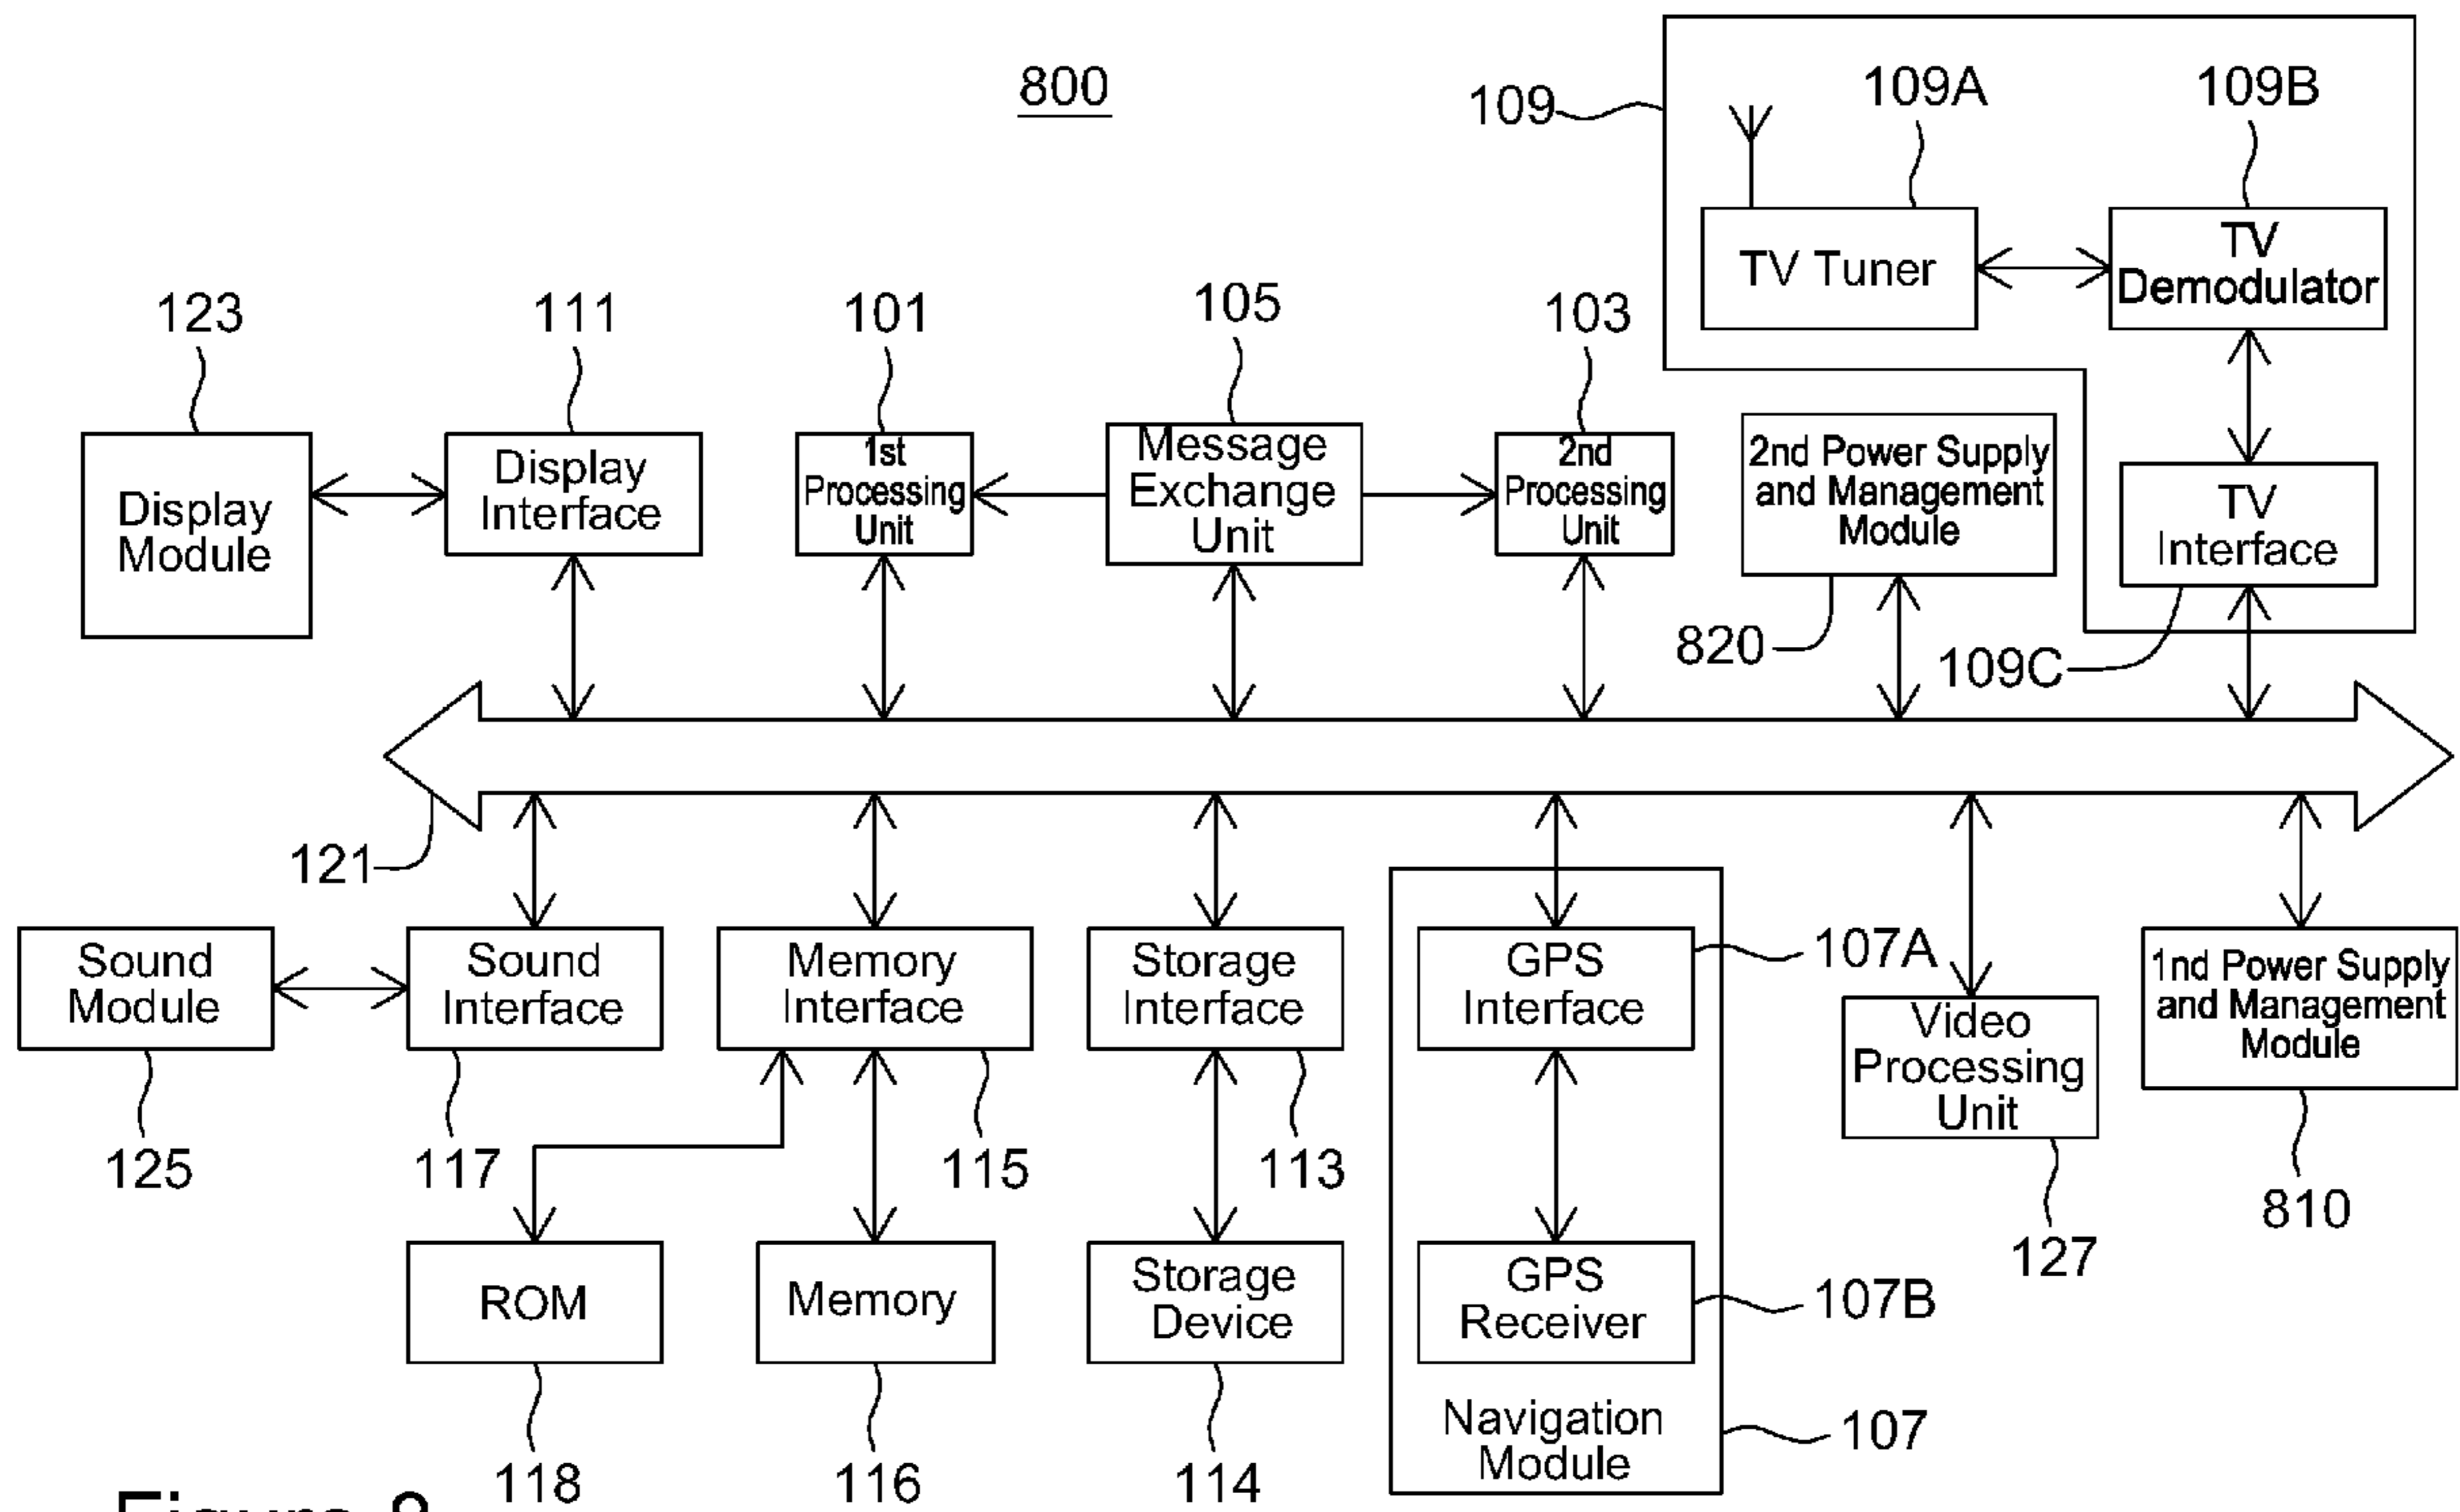 800
109
109A
109B
TV Tuner
TV
Demodulator
123
111
101
105
103
Display
Module
Display
Interface
1st
Processing
Unit
Message
Exchange
Unit
2nd
Processing
Unit
2nd Power Supply
and Management
Module
TV
Interface
820
109C
121
Sound
Module
Sound
Interface
Memory
Interface
Storage
Interface
GPS
Interface
107A
Video
Processing
Unit
1nd Power Supply
and Management
Module
125
117
115
113
127
810
ROM
Memory
Storage
Device
GPS
Receiver
107B
Navigation
Module
107
118
116
114